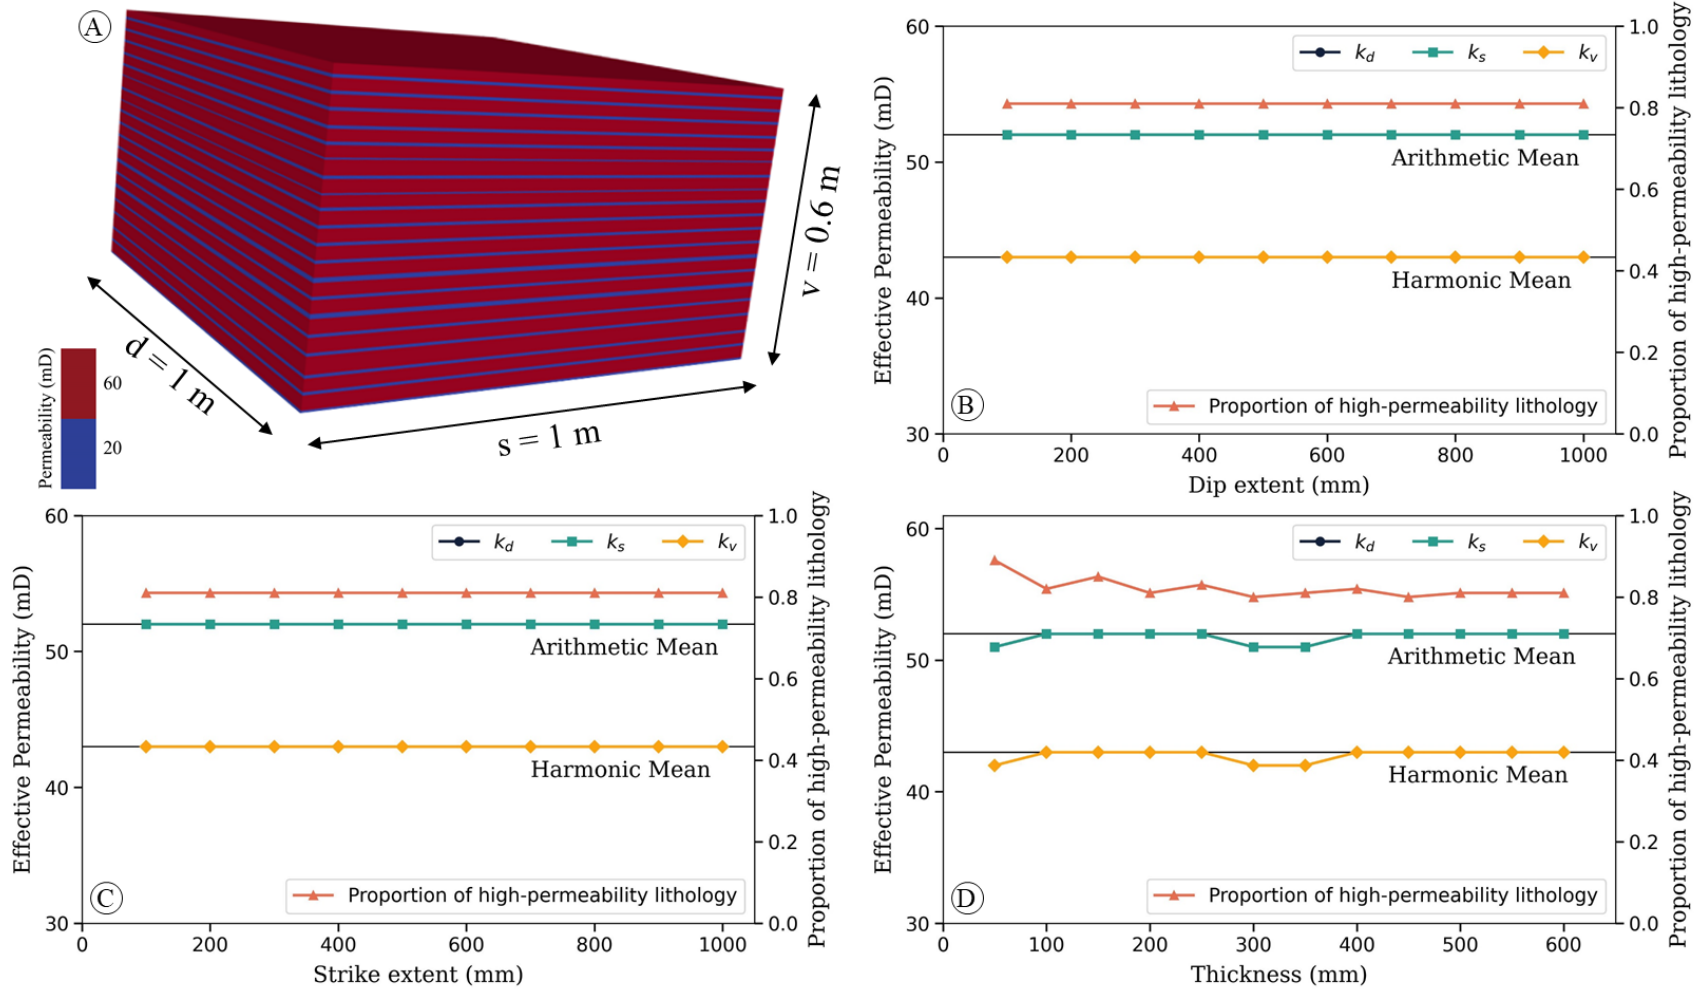 A
v = 0.6 m
d = 1 m
s = 1 m
Permeability (mD)
60
20
B
Effective Permeability (mD)
60
50
40
30
k_d k_s k_v
Arithmetic Mean
Harmonic Mean
Proportion of high-permeability lithology
0 200 400 600 800 1000
Dip extent (mm)
1.0
0.8
0.6
0.4
0.2
0.0
Proportion of high-permeability lithology
C
Effective Permeability (mD)
60
50
40
30
k_d k_s k_v
Arithmetic Mean
Harmonic Mean
Proportion of high-permeability lithology
0 200 400 600 800 1000
Strike extent (mm)
1.0
0.8
0.6
0.4
0.2
0.0
Proportion of high-permeability lithology
D
Effective Permeability (mD)
60
50
40
30
k_d k_s k_v
Arithmetic Mean
Harmonic Mean
Proportion of high-permeability lithology
0 100 200 300 400 500 600
Thickness (mm)
1.0
0.8
0.6
0.4
0.2
0.0
Proportion of high-permeability lithology